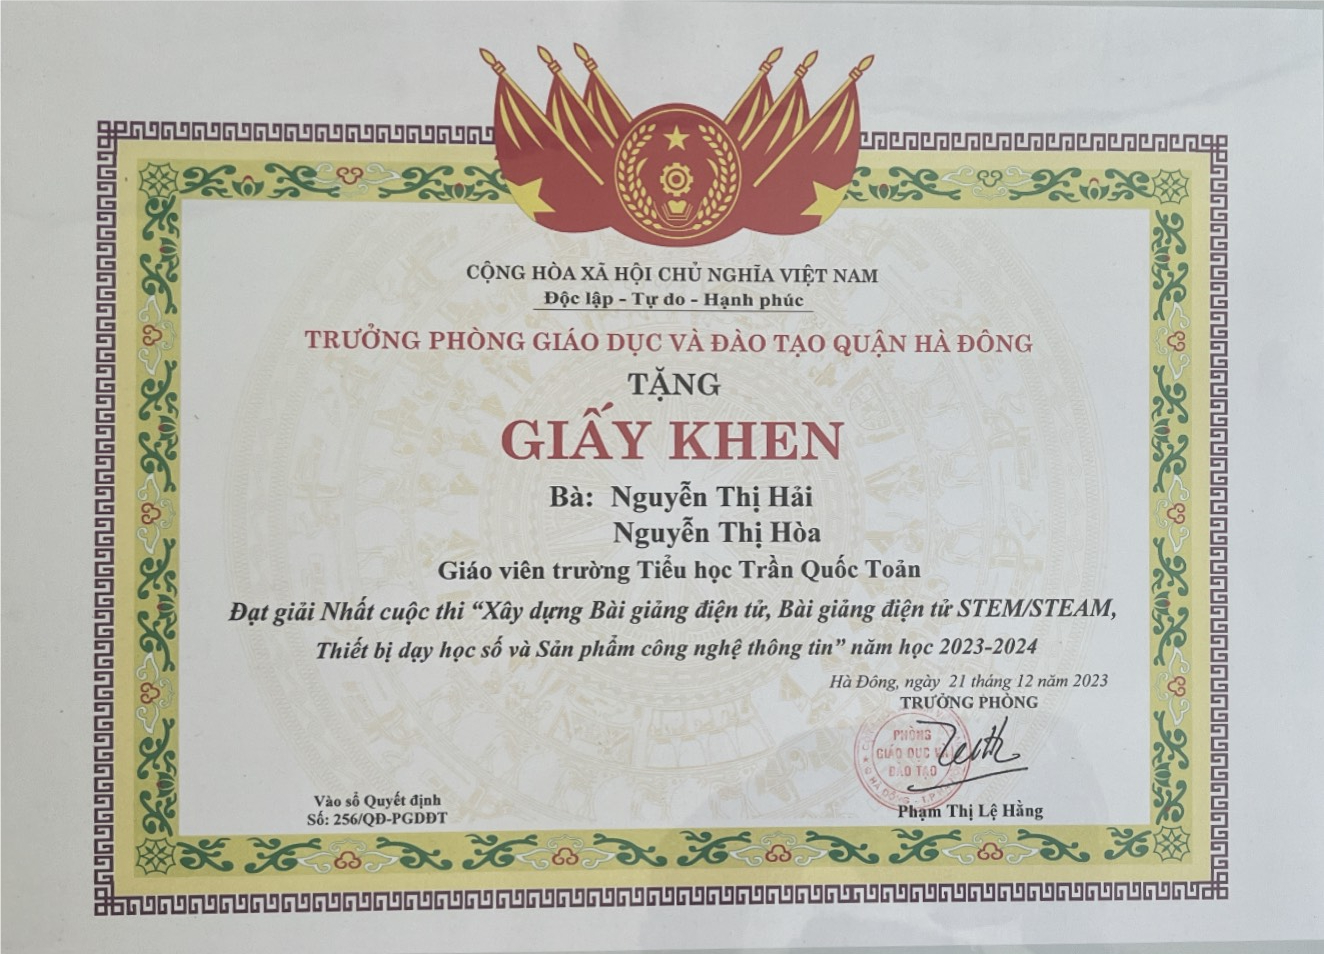 CỘNG HÒA XÃ HỘI CHỦ NGHĨA VIỆT NAM
Độc lập - Tự do - Hạnh phúc
TRƯỞNG PHÒNG GIÁO DỤC VÀ ĐÀO TẠO QUẬN HÀ ĐÔNG
TẶNG
GIẤY KHEN
Bà: Nguyễn Thị Hải
Nguyễn Thị Hòa
Giáo viên trường Tiểu học Trần Quốc Toản
Đạt giải Nhất cuộc thi “Xây dựng Bài giảng điện tử, Bài giảng điện tử STEM/STEAM,
Thiết bị dạy học số và Sản phẩm công nghệ thông tin” năm học 2023-2024
Hà Đông, ngày 21 tháng 12 năm 2023
TRƯỞNG PHÒNG
PHÒNG
GIÁO DỤC VÀ
ĐÀO TẠO
Phạm Thị Lệ Hằng
Vào sổ Quyết định
Số: 256/QĐ-PGDĐT